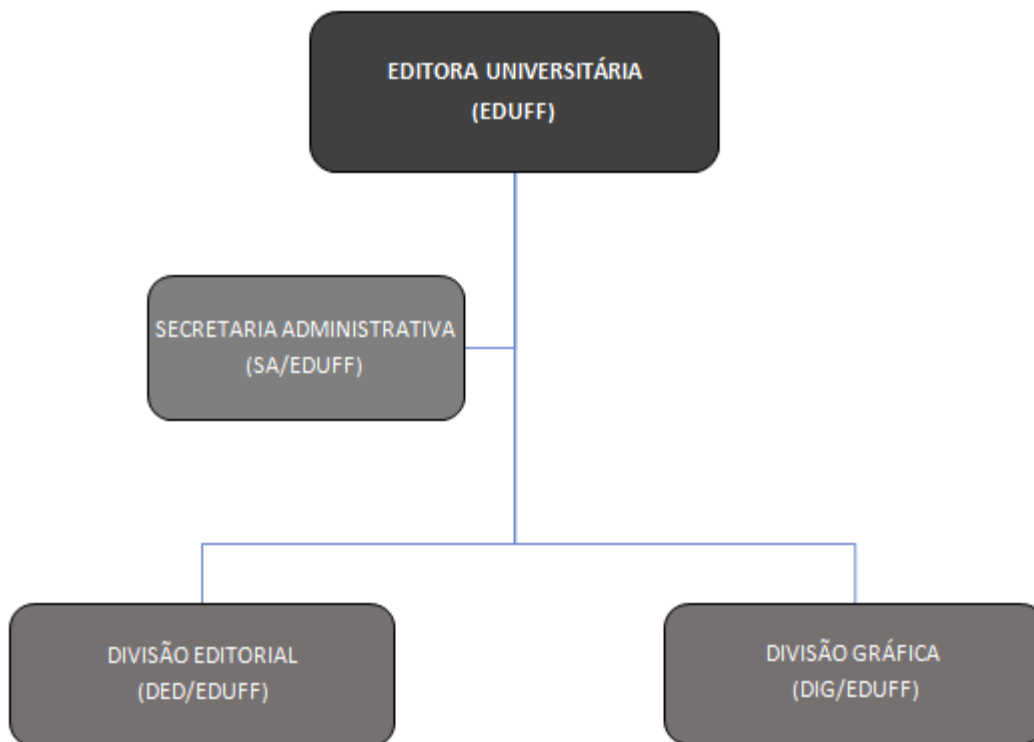 EDITORA UNIVERSITÁRIA
(EDUFF)
SECRETARIA ADMINISTRATIVA
(SA/EDUFF)
DIVISÃO EDITORIAL
(DED/EDUFF)
DIVISÃO GRÁFICA
(DIG/EDUFF)